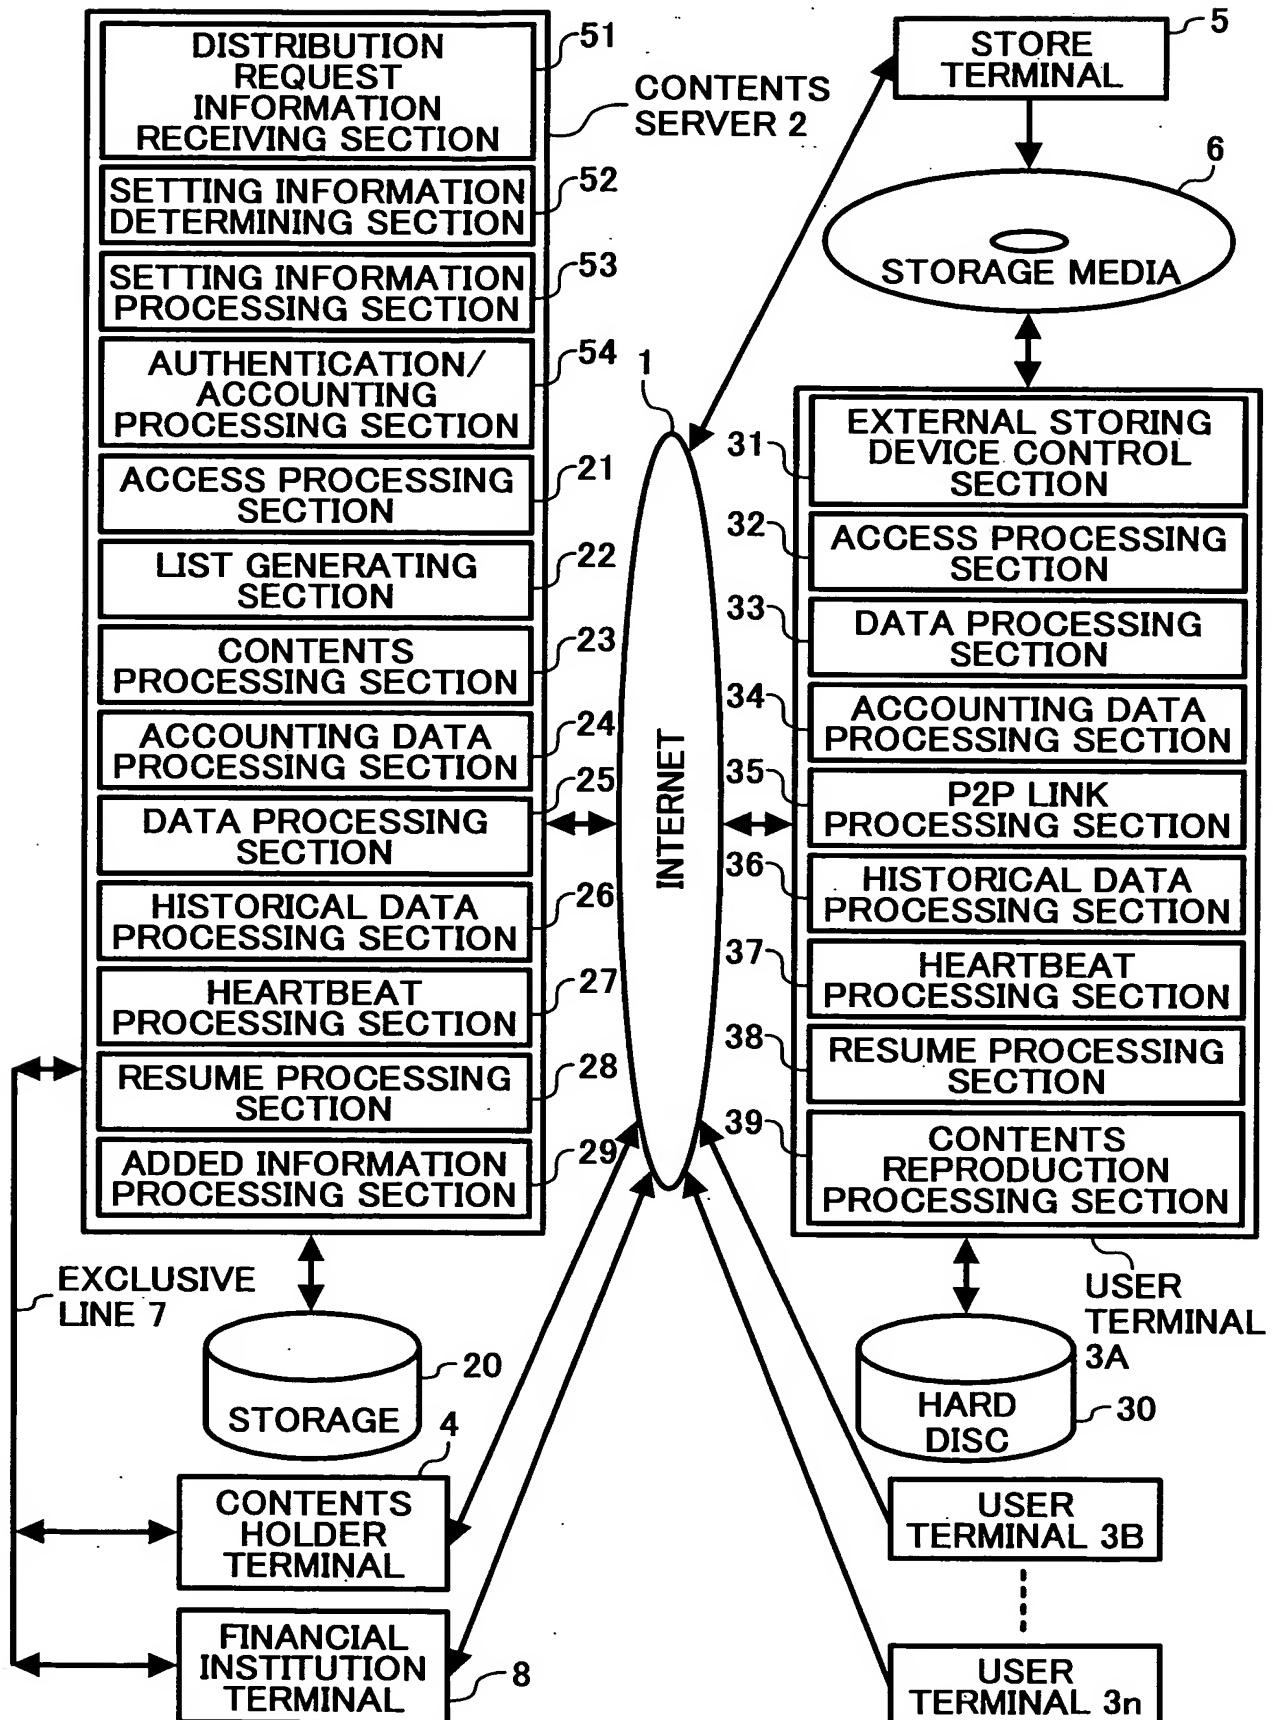 DISTRIBUTION
REQUEST
INFORMATION
RECEIVING SECTION
51
CONTENTS
SERVER 2
SETTING INFORMATION
DETERMINING SECTION
52
SETTING INFORMATION
PROCESSING SECTION
53
AUTHENTICATION/
ACCOUNTING
PROCESSING SECTION
54
ACCESS PROCESSING
SECTION
21
LIST GENERATING
SECTION
22
CONTENTS
PROCESSING SECTION
23
ACCOUNTING DATA
PROCESSING SECTION
24
DATA PROCESSING
SECTION
25
HISTORICAL DATA
PROCESSING SECTION
26
HEARTBEAT
PROCESSING SECTION
27
RESUME PROCESSING
SECTION
28
ADDED INFORMATION
PROCESSING SECTION
29
EXCLUSIVE
LINE 7
STORAGE
20
CONTENTS
HOLDER
TERMINAL
4
FINANCIAL
INSTITUTION
TERMINAL
8
1
INTERNET
STORE
TERMINAL
5
6
STORAGE MEDIA
31
EXTERNAL STORING
DEVICE CONTROL
SECTION
32
ACCESS PROCESSING
SECTION
33
DATA PROCESSING
SECTION
34
ACCOUNTING DATA
PROCESSING SECTION
35
P2P LINK
PROCESSING SECTION
36
HISTORICAL DATA
PROCESSING SECTION
37
HEARTBEAT
PROCESSING SECTION
38
RESUME PROCESSING
SECTION
39
CONTENTS
REPRODUCTION
PROCESSING SECTION
USER
TERMINAL
3A
HARD
DISC
30
USER
TERMINAL 3B
USER
TERMINAL 3n